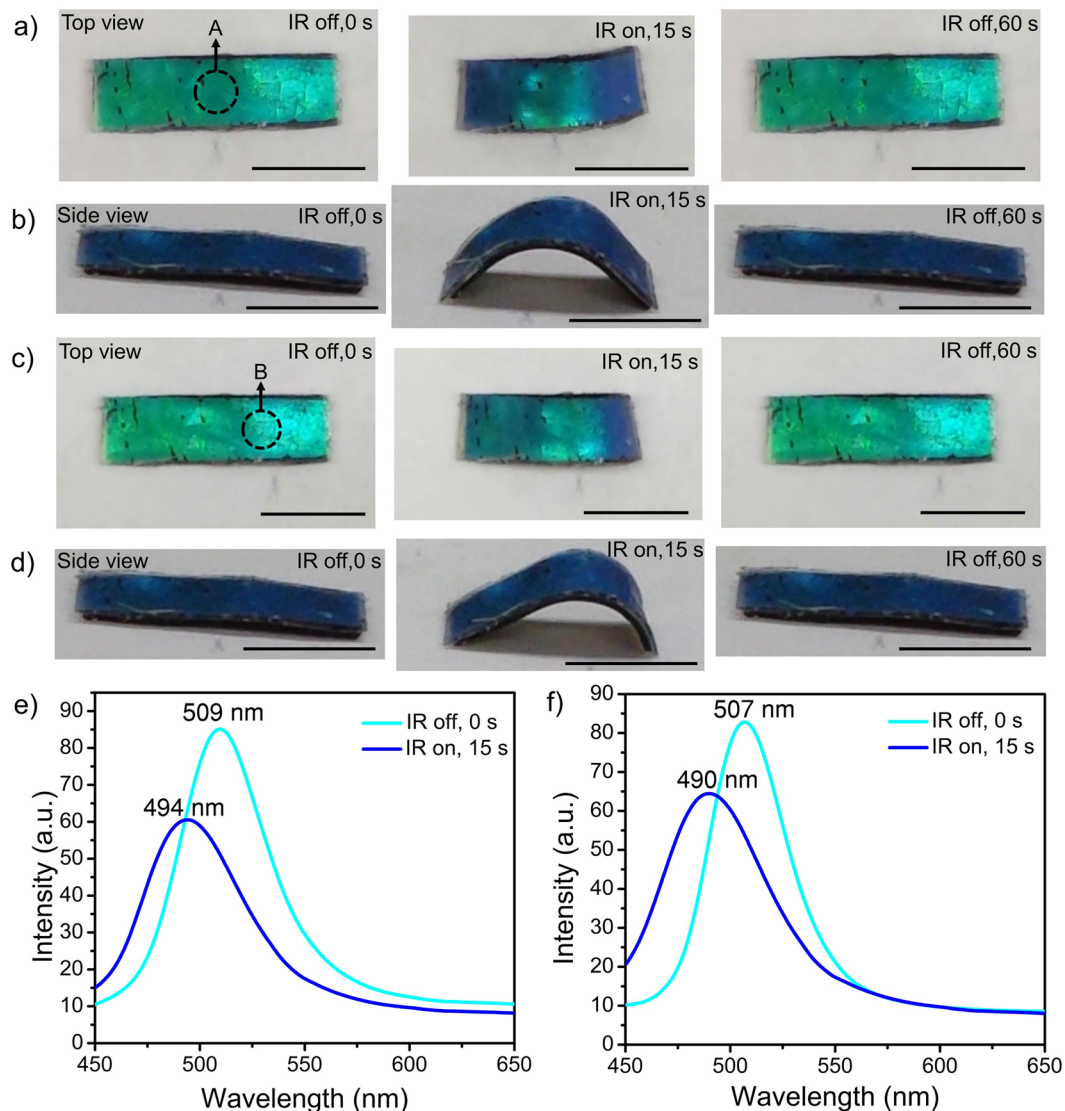 a)
Top view
IR off,0 s
A
IR on,15 s
IR off,60 s
b)
Side view
IR off,0 s
IR on,15 s
IR off,60 s
c)
Top view
IR off,0 s
B
IR on,15 s
IR off,60 s
d)
Side view
IR off,0 s
IR on,15 s
IR off,60 s
e)
509 nm
494 nm
IR off, 0 s
IR on, 15 s
Intensity (a.u.)
90
80
70
60
50
40
30
20
10
0
450 500 550 600 650
Wavelength (nm)
f)
507 nm
490 nm
IR off, 0 s
IR on, 15 s
Intensity (a.u.)
90
80
70
60
50
40
30
20
10
0
450 500 550 600 650
Wavelength (nm)